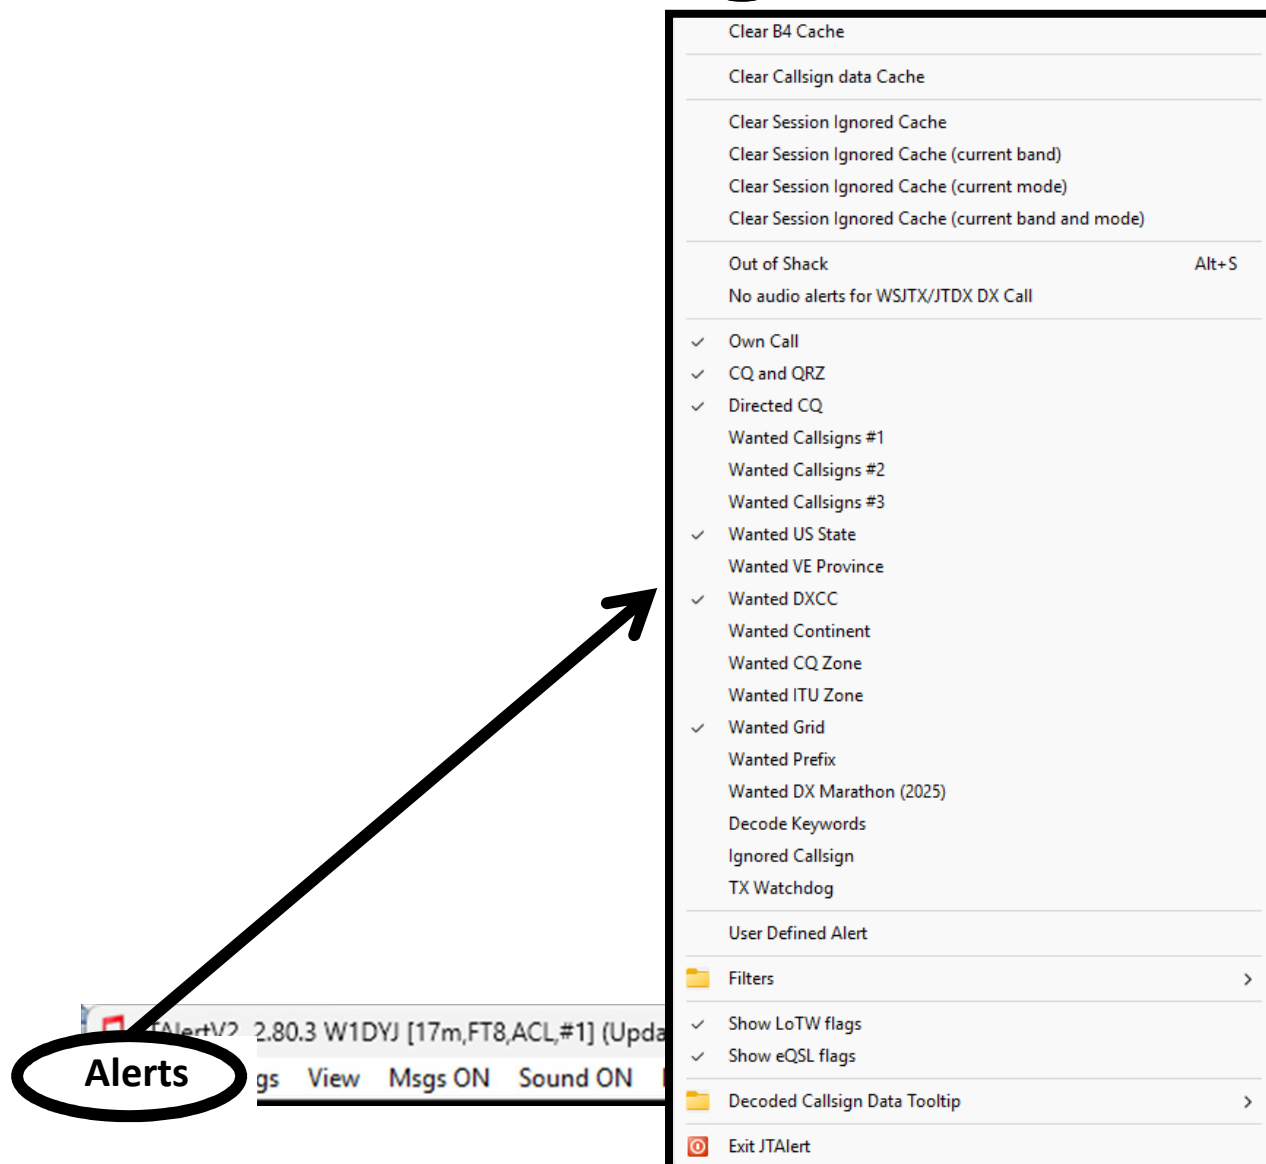 Clear B4 Cache
Clear Callsign data Cache
Clear Session Ignored Cache
Clear Session Ignored Cache (current band)
Clear Session Ignored Cache (current mode)
Clear Session Ignored Cache (current band and mode)
Out of Shack Alt+S
No audio alerts for WSJTX/JTDX DX Call
Own Call
CQ and QRZ
Directed CQ
Wanted Callsigns #1
Wanted Callsigns #2
Wanted Callsigns #3
Wanted US State
Wanted VE Province
Wanted DXCC
Wanted Continent
Wanted CQ Zone
Wanted ITU Zone
Wanted Grid
Wanted Prefix
Wanted DX Marathon (2025)
Decode Keywords
Ignored Callsign
TX Watchdog
User Defined Alert
Filters
Show LoTW flags
Show eQSL flags
Decoded Callsign Data Tooltip
Exit JTAlert
2.80.3 W1DYJ [17m,FT8,ACL,#1] (Upda
Alerts gs View Msgs ON Sound ON